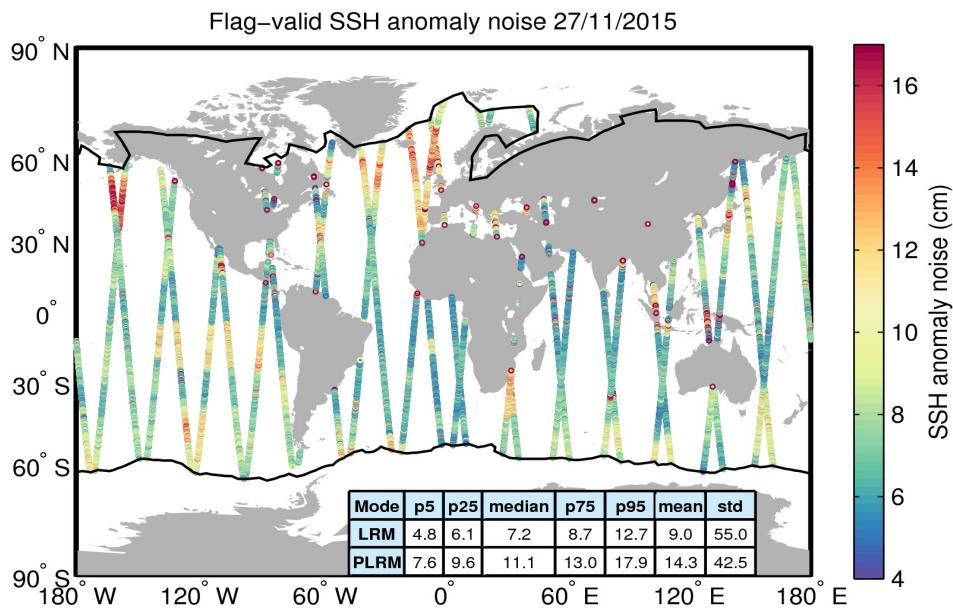 Flag−valid SSH anomaly noise 27/11/2015
90° N
60° N
30° N
0°
30° S
60° S
90° S
180° W 120° W 60° W 0° 60° E 120° E 180° E
Mode p5 p25 median p75 p95 mean std
LRM 4.8 6.1 7.2 8.7 12.7 9.0 55.0
PLRM 7.6 9.6 11.1 13.0 17.9 14.3 42.5
16
14
12
10
8
6
4
SSH anomaly noise (cm)